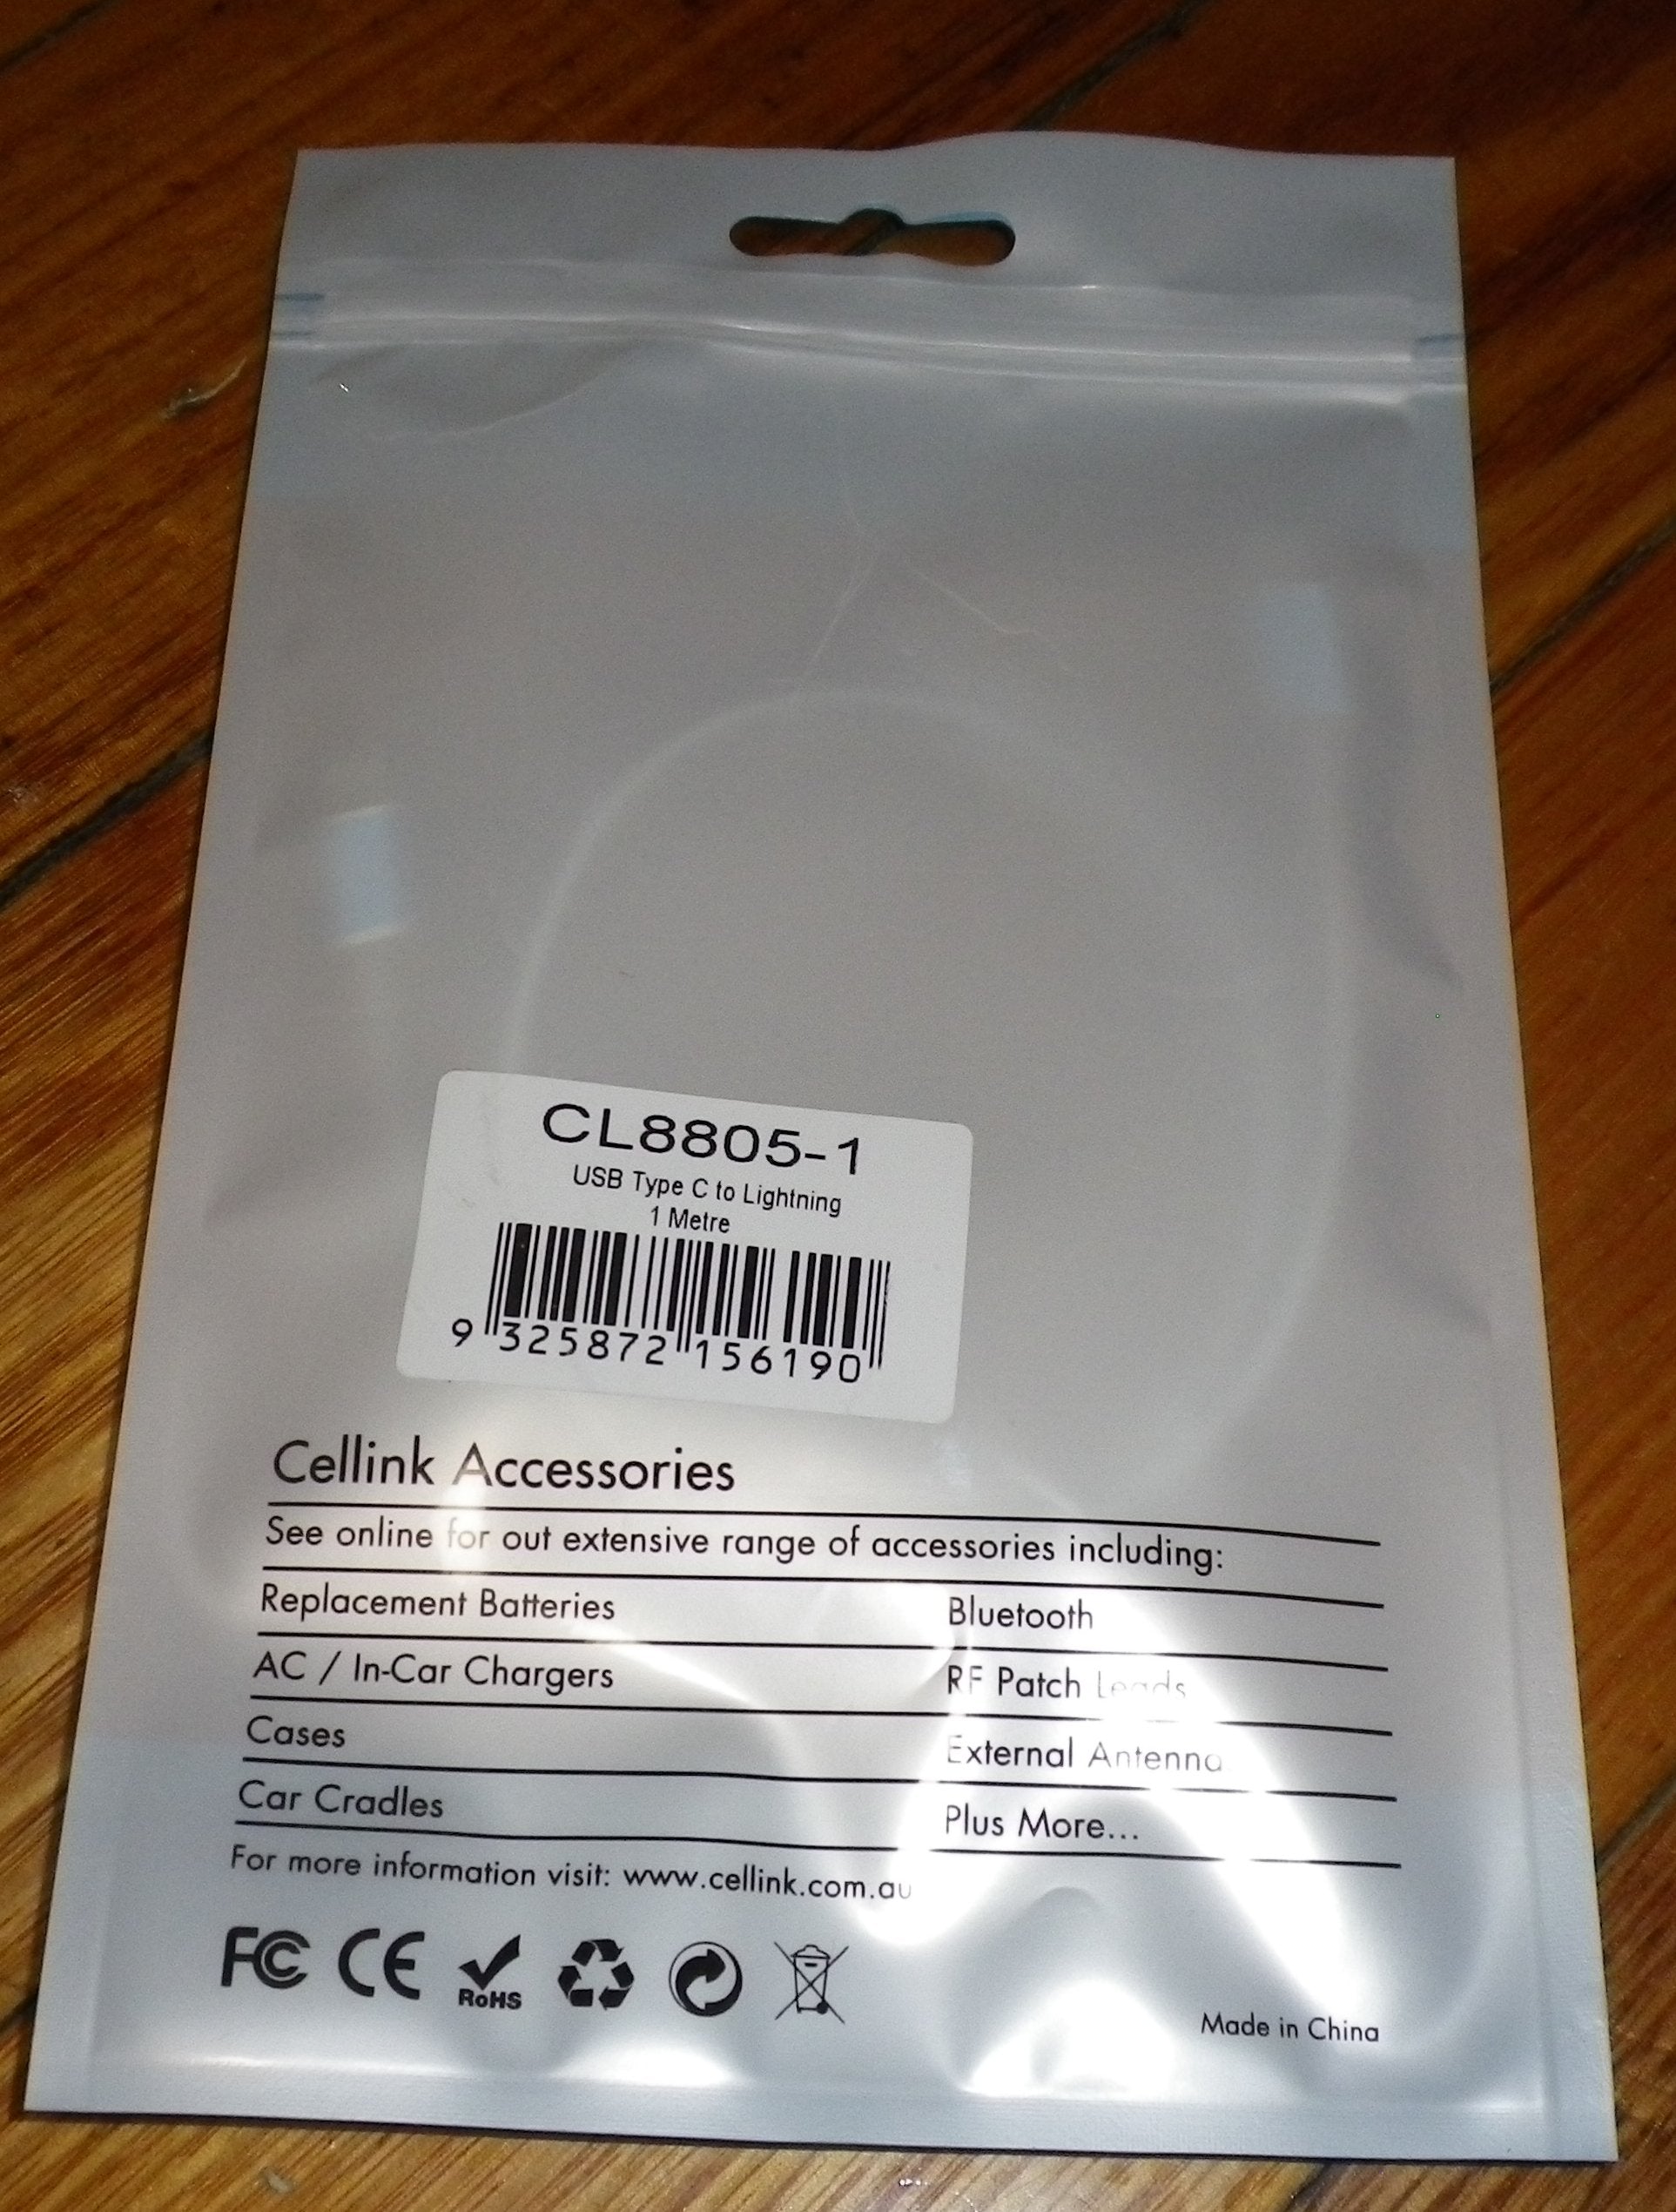 CL8805-1
USB Type C to Lightning
1 Metre
9 325872 156190
Cellink Accessories
See online for out extensive range of accessories including:
Replacement Batteries
Bluetooth
AC / In-Car Chargers
RF Patch Leads
Cases
External Antenna
Car Cradles
Plus More...
For more information visit: www.cellink.com.au
FC CE RoHS
Made in China